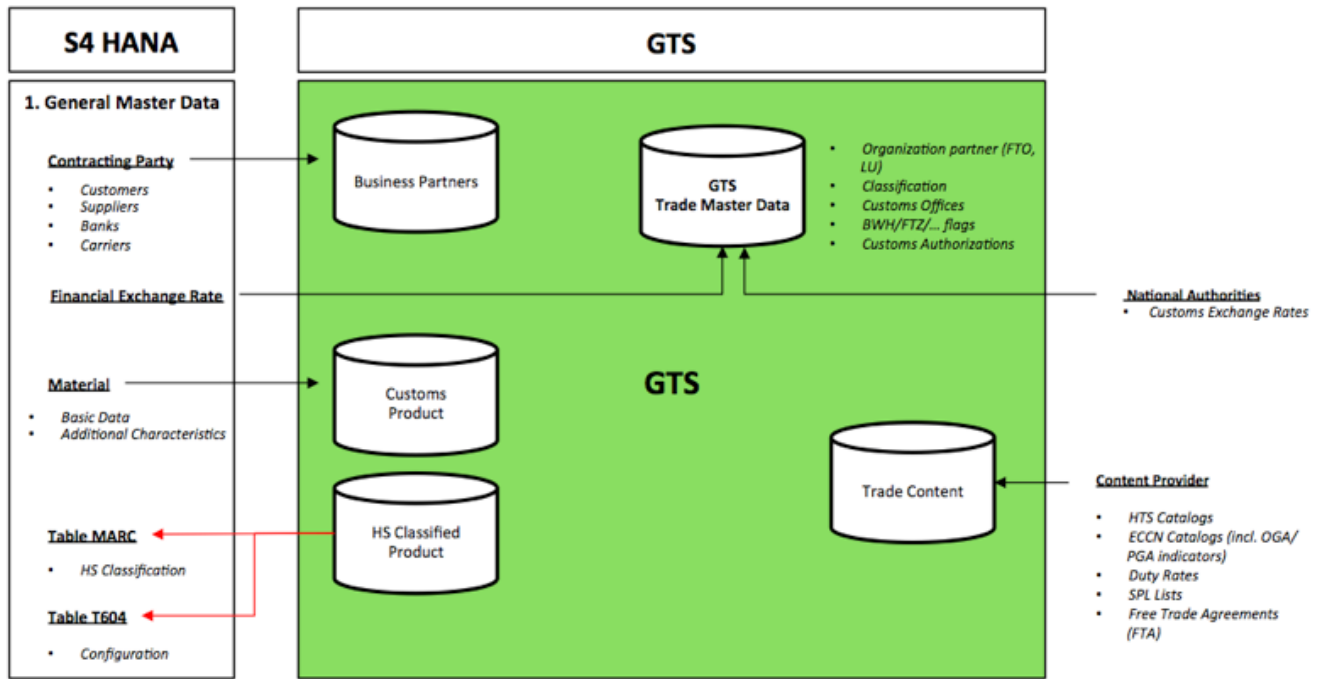 S4 HANA
GTS
1. General Master Data
Contracting Party
• Customers
• Suppliers
• Banks
• Carriers
Financial Exchange Rate
Material
• Basic Data
• Additional Characteristics
Table MARC
• HS Classification
Table T604
• Configuration
Business Partners
GTS
Trade Master Data
• Organization partner (FTO,
LU)
• Classification
• Customs Offices
• BWH/FTZ/... flags
• Customs Authorizations
Customs
Product
GTS
HS Classified
Product
Trade Content
National Authorities
• Customs Exchange Rates
Content Provider
• HTS Catalogs
• ECCN Catalogs (incl. OGA/
PGA indicators)
• Duty Rates
• SPL Lists
• Free Trade Agreements
(FTA)